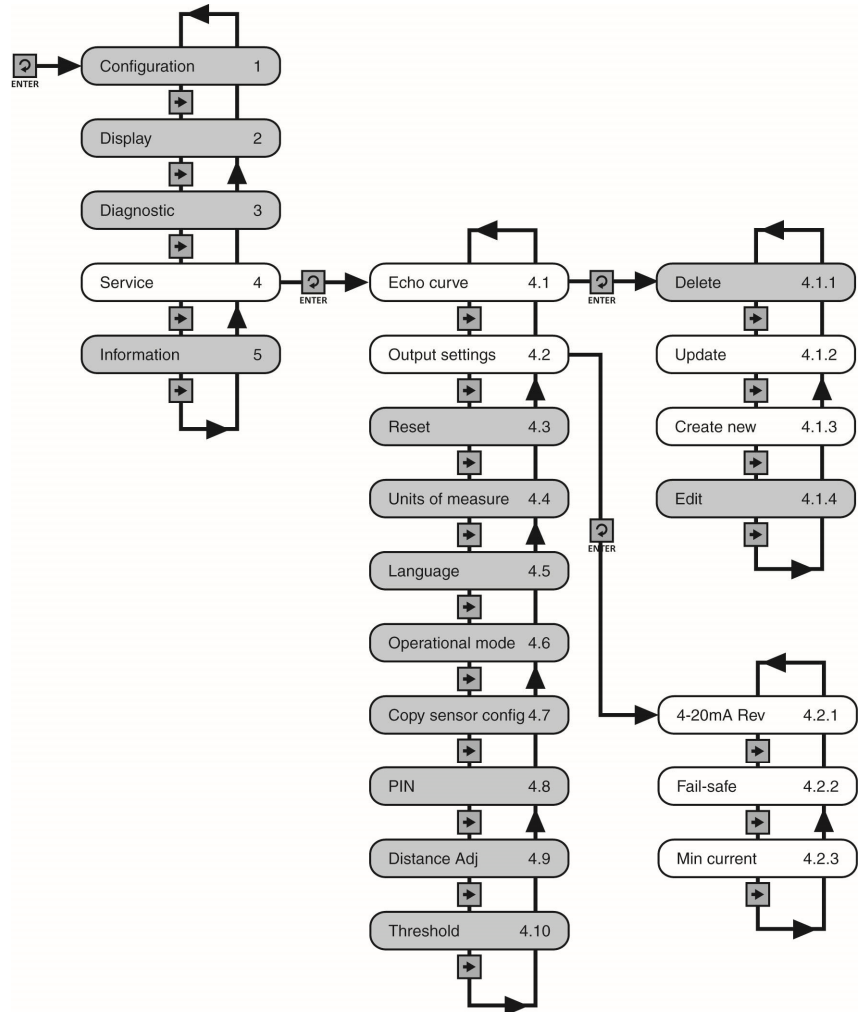 ENTER
Configuration 1
Display 2
Diagnostic 3
Service 4
Information 5
ENTER
Echo curve 4.1
Output settings 4.2
Reset 4.3
Units of measure 4.4
Language 4.5
Operational mode 4.6
Copy sensor config 4.7
PIN 4.8
Distance Adj 4.9
Threshold 4.10
ENTER
Delete 4.1.1
Update 4.1.2
Create new 4.1.3
Edit 4.1.4
ENTER
4-20mA Rev 4.2.1
Fail-safe 4.2.2
Min current 4.2.3